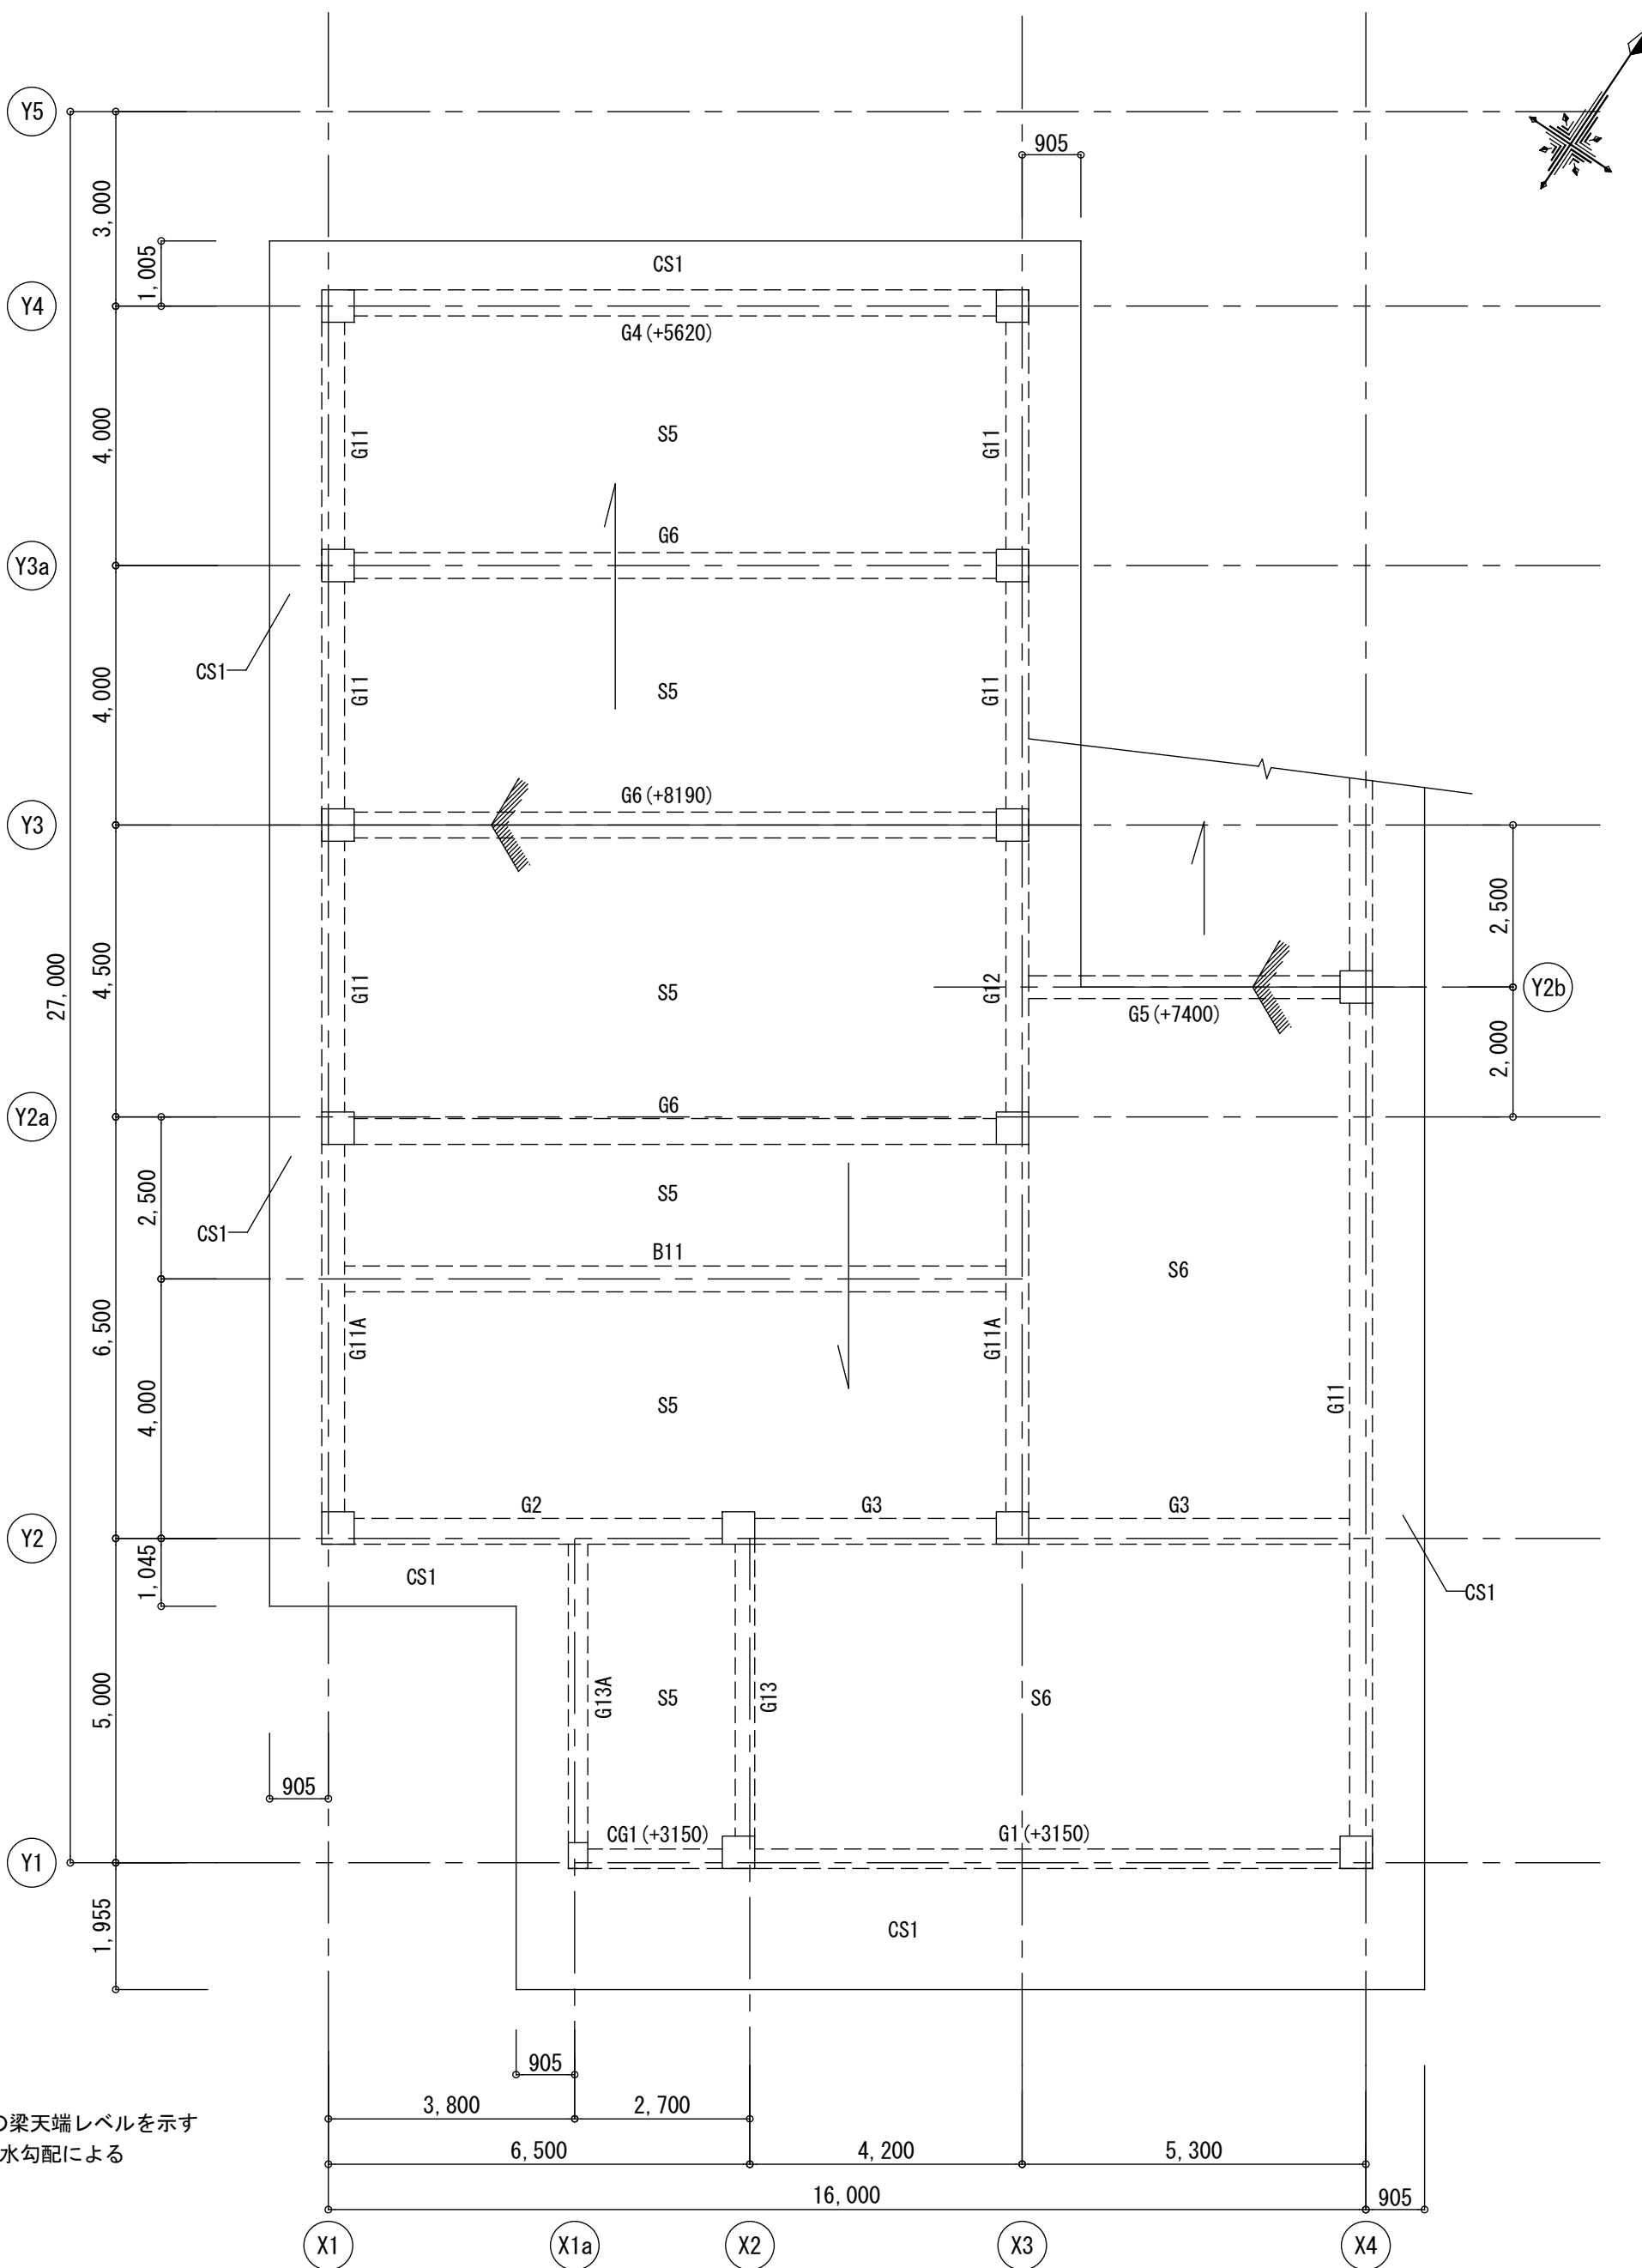 Y5
905
3,000
1,005
CS1
Y4
G4(+5620)
4,000
G11
S5
G11
G6
Y3a
CS1
4,000
G11
S5
G11
G6(+8190)
Y3
2,500
4,500
27,000
G11
S5
G12
Y2b
G5(+7400)
2,000
G6
Y2a
2,500
S5
CS1
B11
S6
6,500
G11A
G11A
4,000
S5
G11
G2
G3
G3
Y2
1,045
CS1
CS1
5,000
G13A
S5
G13
S6
905
CG1(+3150)
G1(+3150)
Y1
1,955
CS1
905
3,800
2,700
の梁天端レベルを示す
6,500
4,200
5,300
水勾配による
16,000
905
X1
X1a
X2
X3
X4